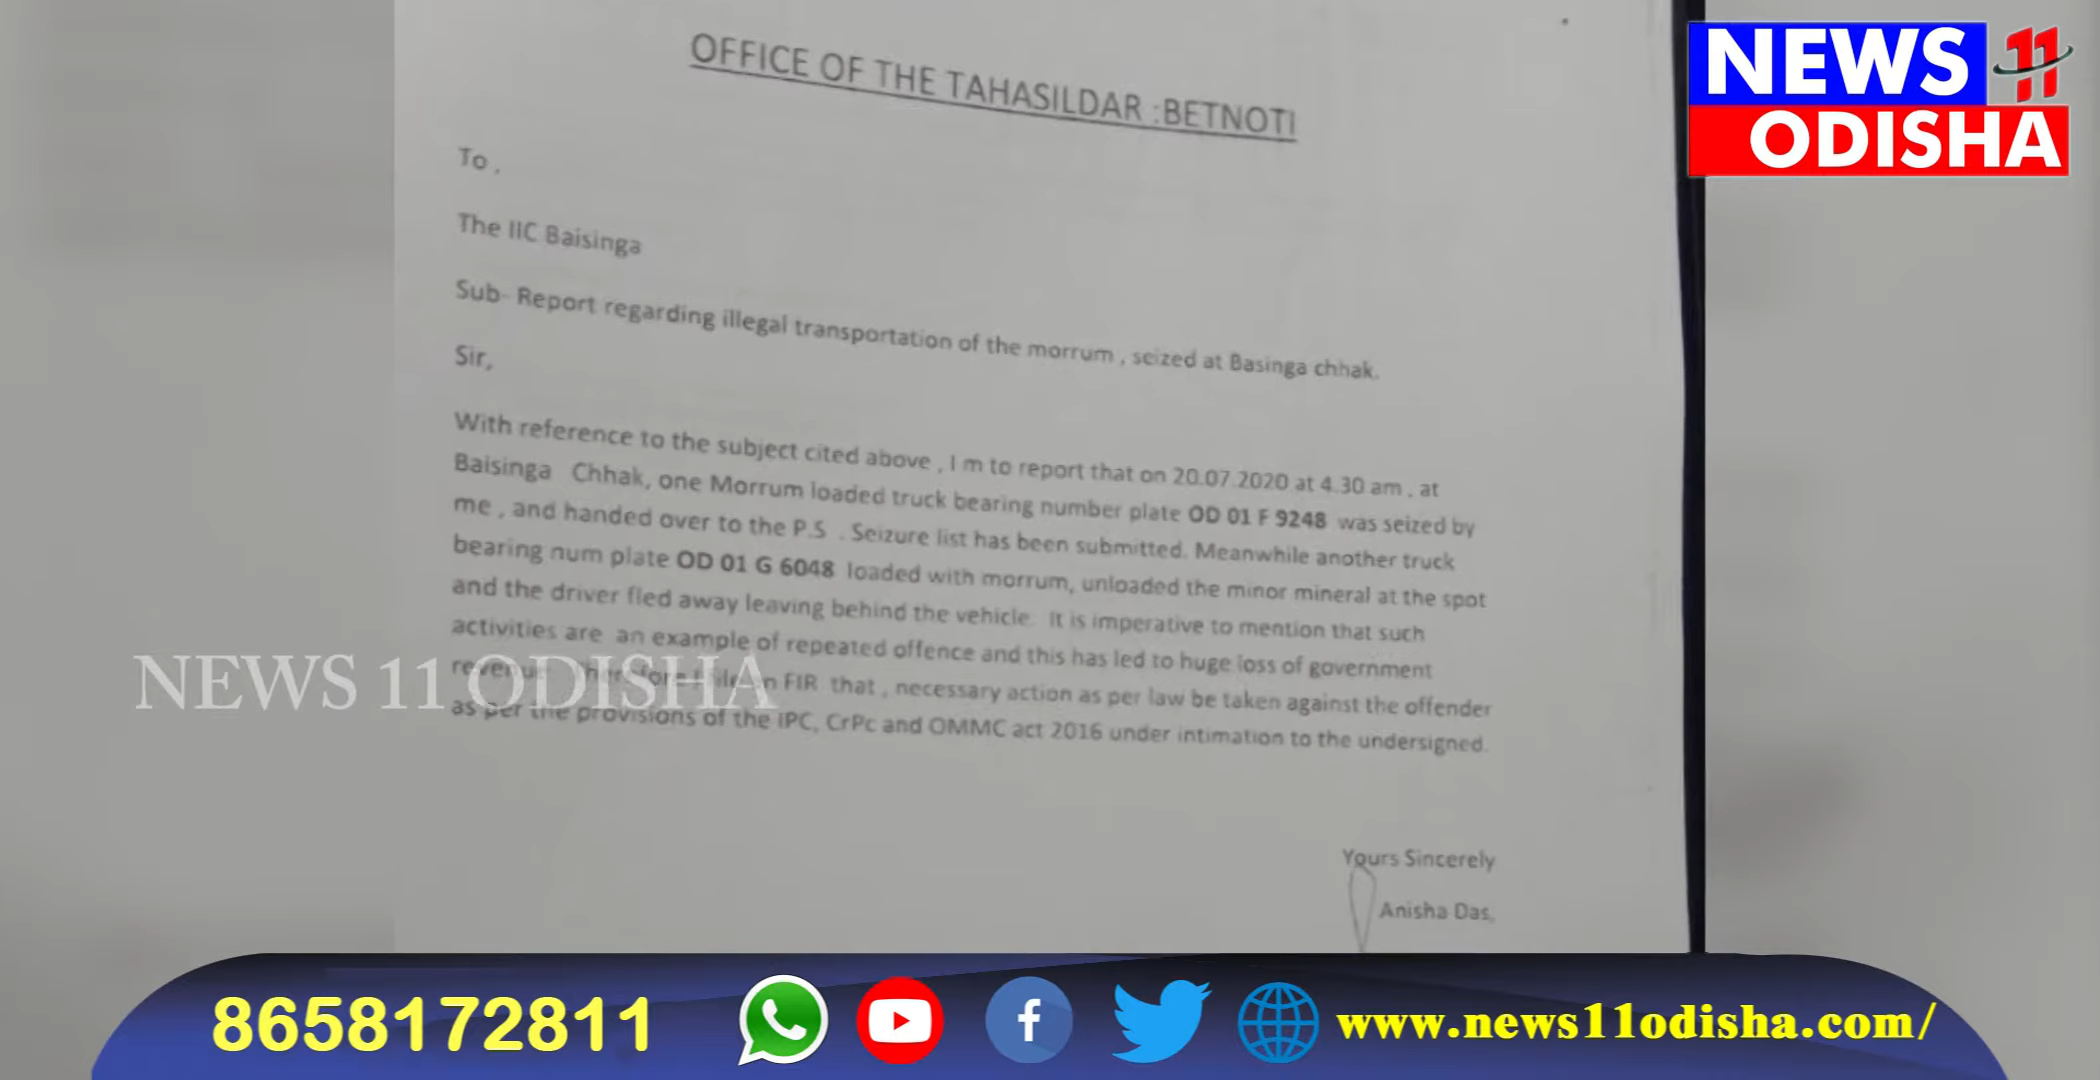 OFFICE OF THE TAHASILDAR :BETNOTI
NEWS 11
ODISHA
To ,
The IIC Baisinga
Sub- Report regarding illegal transportation of the morrum , seized at Basinga chhak.
Sir,
With reference to the subject cited above , I m to report that on 20.07.2020 at 4.30 am , at
Baisinga Chhak, one Morrum loaded truck bearing number plate OD 01 F 9248 was seized by
me , and handed over to the P.S . Seizure list has been submitted. Meanwhile another truck
bearing num plate OD 01 G 6048 loaded with morrum, unloaded the minor mineral at the spot
and the driver fled away leaving behind the vehicle. It is imperative to mention that such
activities are an example of repeated offence and this has led to huge loss of government
FIR that , necessary action as per law be taken against the offender
as per the provisions of the IPC, CrPc and OMMC act 2016 under intimation to the undersigned.
NEWS 11 ODISHA
Yours Sincerely
Anisha Das,
8658172811
www.news11odisha.com/